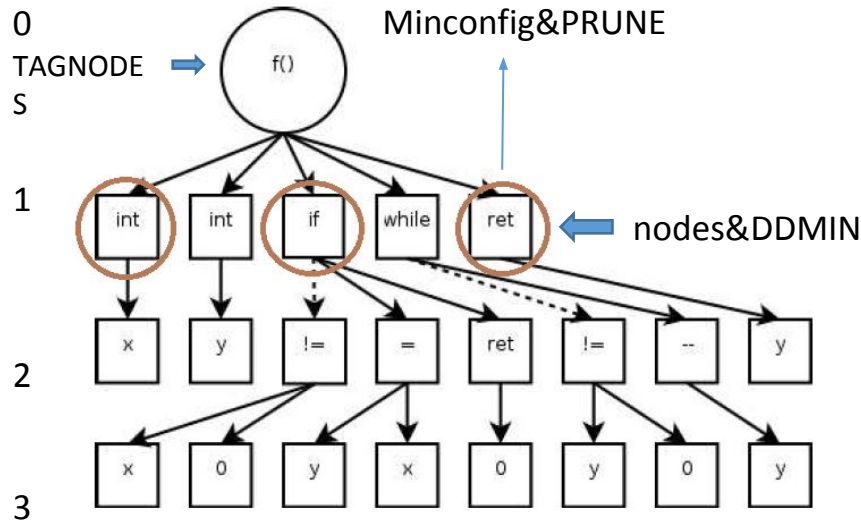 0
Minconfig&PRUNE
TAGNODE
S
f()
1
int int if while ret
nodes&DDMIN
x y != = ret != -- y
2
x 0 y x 0 y 0 y
3